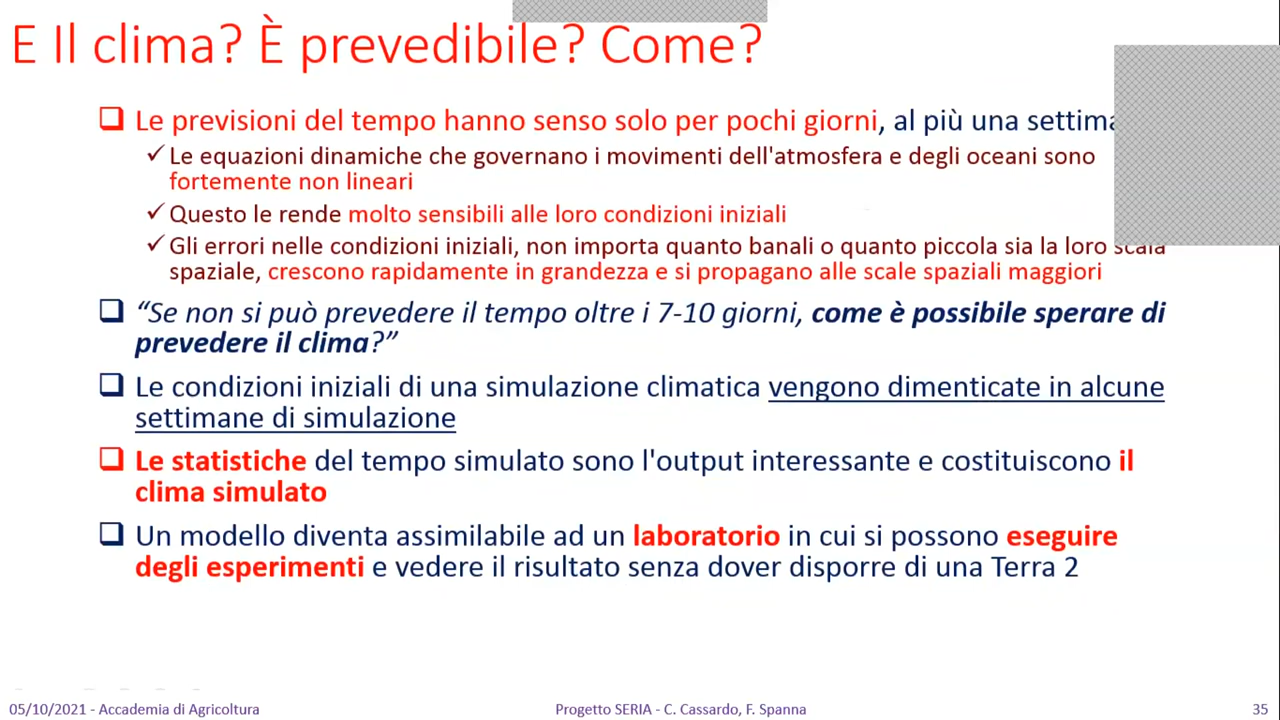 E Il clima? È prevedibile? Come?
Le previsioni del tempo hanno senso solo per pochi giorni, al più una
Le equazioni dinamiche che governano i movimenti dell'atmosfera e degli oceani sono
fortemente non lineari
Questo le rende molto sensibili alle loro condizioni iniziali
Gli errori nelle condizioni iniziali, non importa quanto banali o quanto piccola sia la loro scala
spaziale, crescono rapidamente in grandezza e si propagano alle scale spaziali maggiori
“Se non si può prevedere il tempo oltre i 7-10 giorni, come è possibile sperare di
prevedere il clima?”
Le condizioni iniziali di una simulazione climatica vengono dimenticate in alcune
settimane di simulazione
Le statistiche del tempo simulato sono l'output interessante e costituiscono il
clima simulato
Un modello diventa assimilabile ad un laboratorio in cui si possono eseguire
degli esperimenti e vedere il risultato senza dover disporre di una Terra 2
05/10/2021 - Accademia di Agricoltura
Progetto SERIA - C. Cassardo, F. Spanna
35